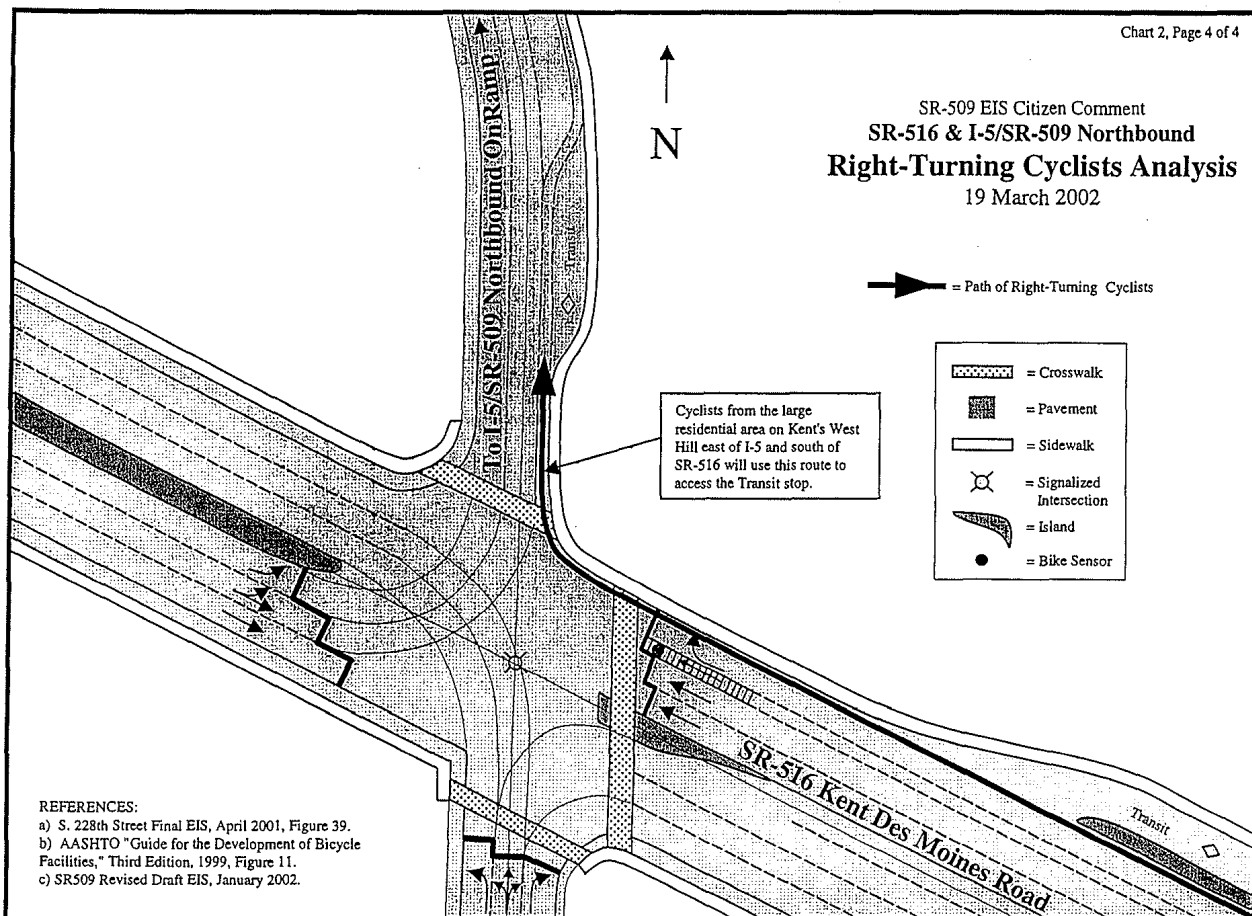 Chart 2, Page 4 of 4
SR-509 EIS Citizen Comment
SR-516 & I-5/SR-509 Northbound
Right-Turning Cyclists Analysis
19 March 2002
N
To I-5/SR-509 Northbound OnRamp
Transit
= Path of Right-Turning Cyclists
= Crosswalk
= Pavement
= Sidewalk
= Signalized
Intersection
= Island
= Bike Sensor
Cyclists from the large
residential area on Kent's West
Hill east of I-5 and south of
SR-516 will use this route to
access the Transit stop.
SR-516 Kent Des Moines Road
Transit
REFERENCES:
a) S. 228th Street Final EIS, April 2001, Figure 39.
b) AASHTO "Guide for the Development of Bicycle
Facilities," Third Edition, 1999, Figure 11.
c) SR509 Revised Draft EIS, January 2002.